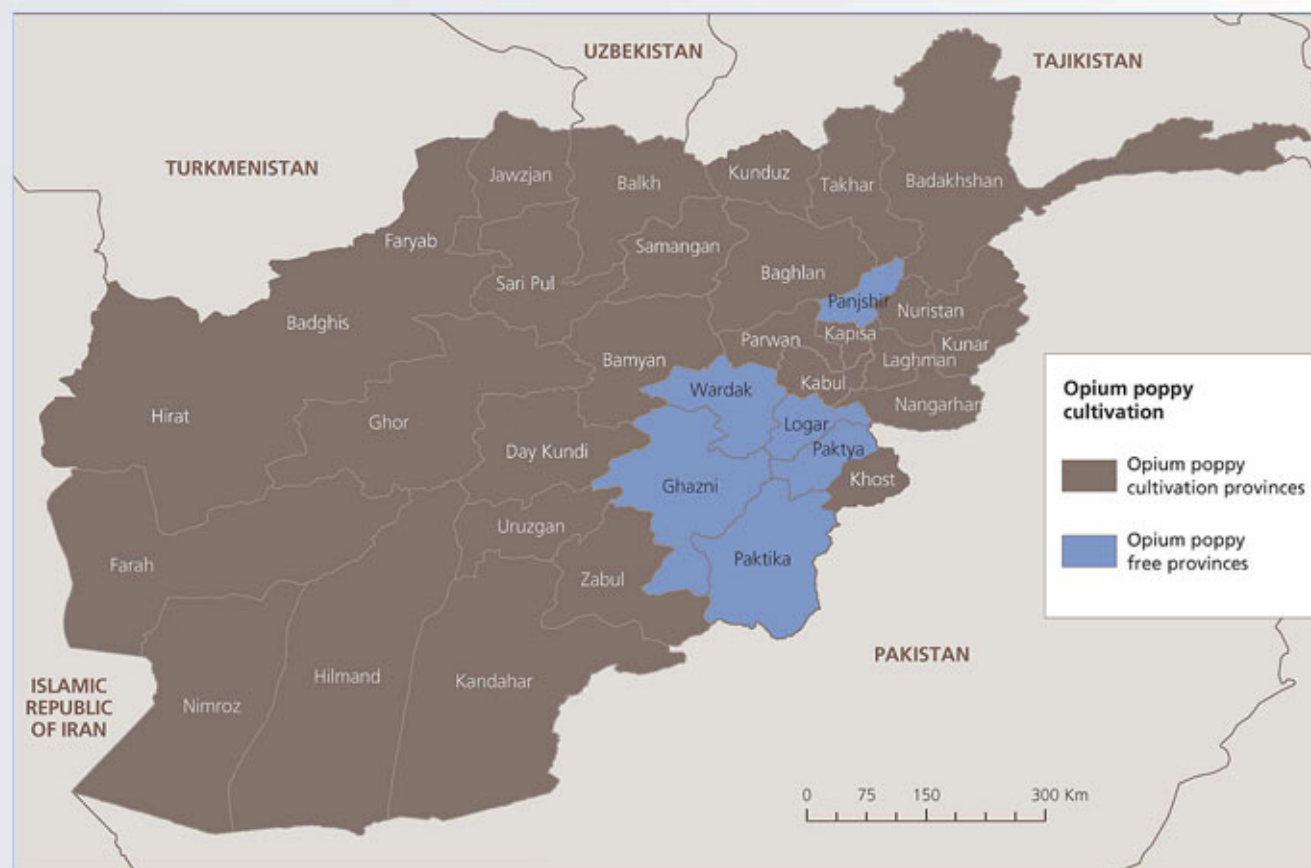 UZBEKISTAN
TAJIKISTAN
TURKMENISTAN
Jawzjan
Balkh
Kunduz
Takhar
Badakhshan
Faryab
Samangan
Baghlan
Sari Pul
Panjshir
Nuristan
Badghis
Parwan
Kapisa
Kunar
Bamyan
Laghman
Wardak
Kabul
Nangarhar
Hirat
Ghor
Logar
Day Kundi
Paktya
Ghazni
Khost
Uruzgan
Farah
Zabul
Paktika
Hilmand
Kandahar
Nimroz
PAKISTAN
ISLAMIC
REPUBLIC
OF IRAN
Opium poppy
cultivation
Opium poppy
cultivation provinces
Opium poppy
free provinces
0 75 150 300 Km